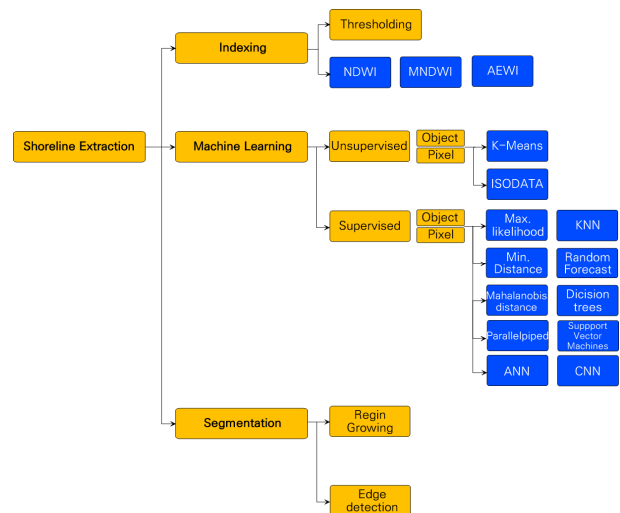 Thresholding
Indexing
NDWI MNDWI AEWI
Shoreline Extraction
Machine Learning
Unsupervised
Object
Pixel
K-Means
ISODATA
Supervised
Object
Pixel
Max.
likelihood
KNN
Min.
Distance
Random
Forecast
Mahalanobis
distance
Dicision
trees
Parallelpiped
Suppport
Vector
Machines
ANN
CNN
Segmentation
Regin
Growing
Edge
detection